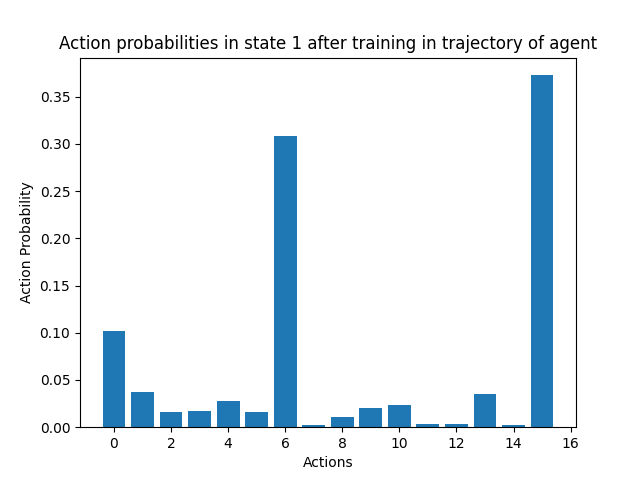 Action probabilities in state 1 after training in trajectory of agent
0.35
0.30
0.25
0.20
0.15
0.10
0.05
0.00
Action Probability
0 2 4 6 8 10 12 14 16
Actions